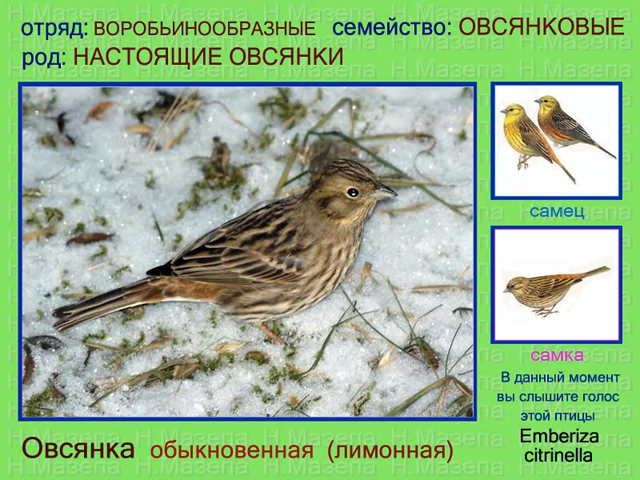 отряд: ВОРОБЬИНООБРАЗНЫЕ семейство: ОВСЯНКОВЫЕ
род: НАСТОЯЩИЕ ОВСЯНКИ
самец
самка
В данный момент
вы слышите голос
этой птицы
Emberiza
citrinella
Овсянка обыкновенная (лимонная)
Н.Мазепа